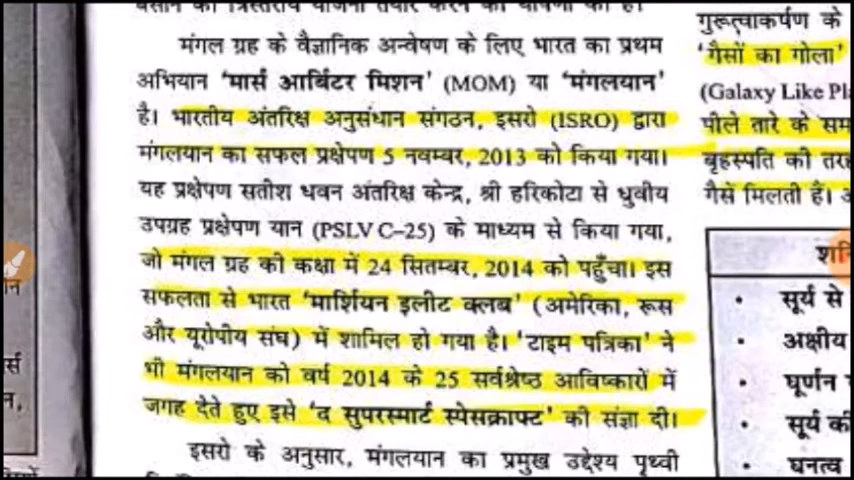 मंगल ग्रह के वैज्ञानिक अन्वेषण के लिए भारत का प्रथम
अभियान 'मार्स आर्बिटर मिशन' (MOM) या 'मंगलयान'
है। भारतीय अंतरिक्ष अनुसंधान संगठन, इसरो (ISRO) द्वारा
मंगलयान का सफल प्रक्षेपण 5 नवम्बर, 2013 को किया गया।
यह प्रक्षेपण सतीश धवन अंतरिक्ष केन्द्र, श्री हरिकोटा से धुवीय
उपग्रह प्रक्षेपण यान (PSLV C–25) के माध्यम से किया गया,
जो मंगल ग्रह की कक्षा में 24 सितम्बर, 2014 को पहुँचा। इस
सफलता से भारत 'मार्शियन इलीट क्लब' (अमेरिका, रूस
और यूरोपीय संघ) में शामिल हो गया है। 'टाइम पत्रिका' ने
भी मंगलयान को वर्ष 2014 के 25 सर्वश्रेष्ठ आविष्कारों में
जगह देते हुए इसे 'द सुपरस्मार्ट स्पेसक्राफ्ट' की संज्ञा दी।
इसरो के अनुसार, मंगलयान का प्रमुख उद्देश्य पृथ्वी
गुरूत्वाकर्षण के
'गैसों का गोला'
(Galaxy Like
पीले तारे के
बृहस्पति की तरह
गैसे मिलती है।
• सूर्य से
• अक्षीय
• घूर्णन
• सूर्य की
• घनत्व